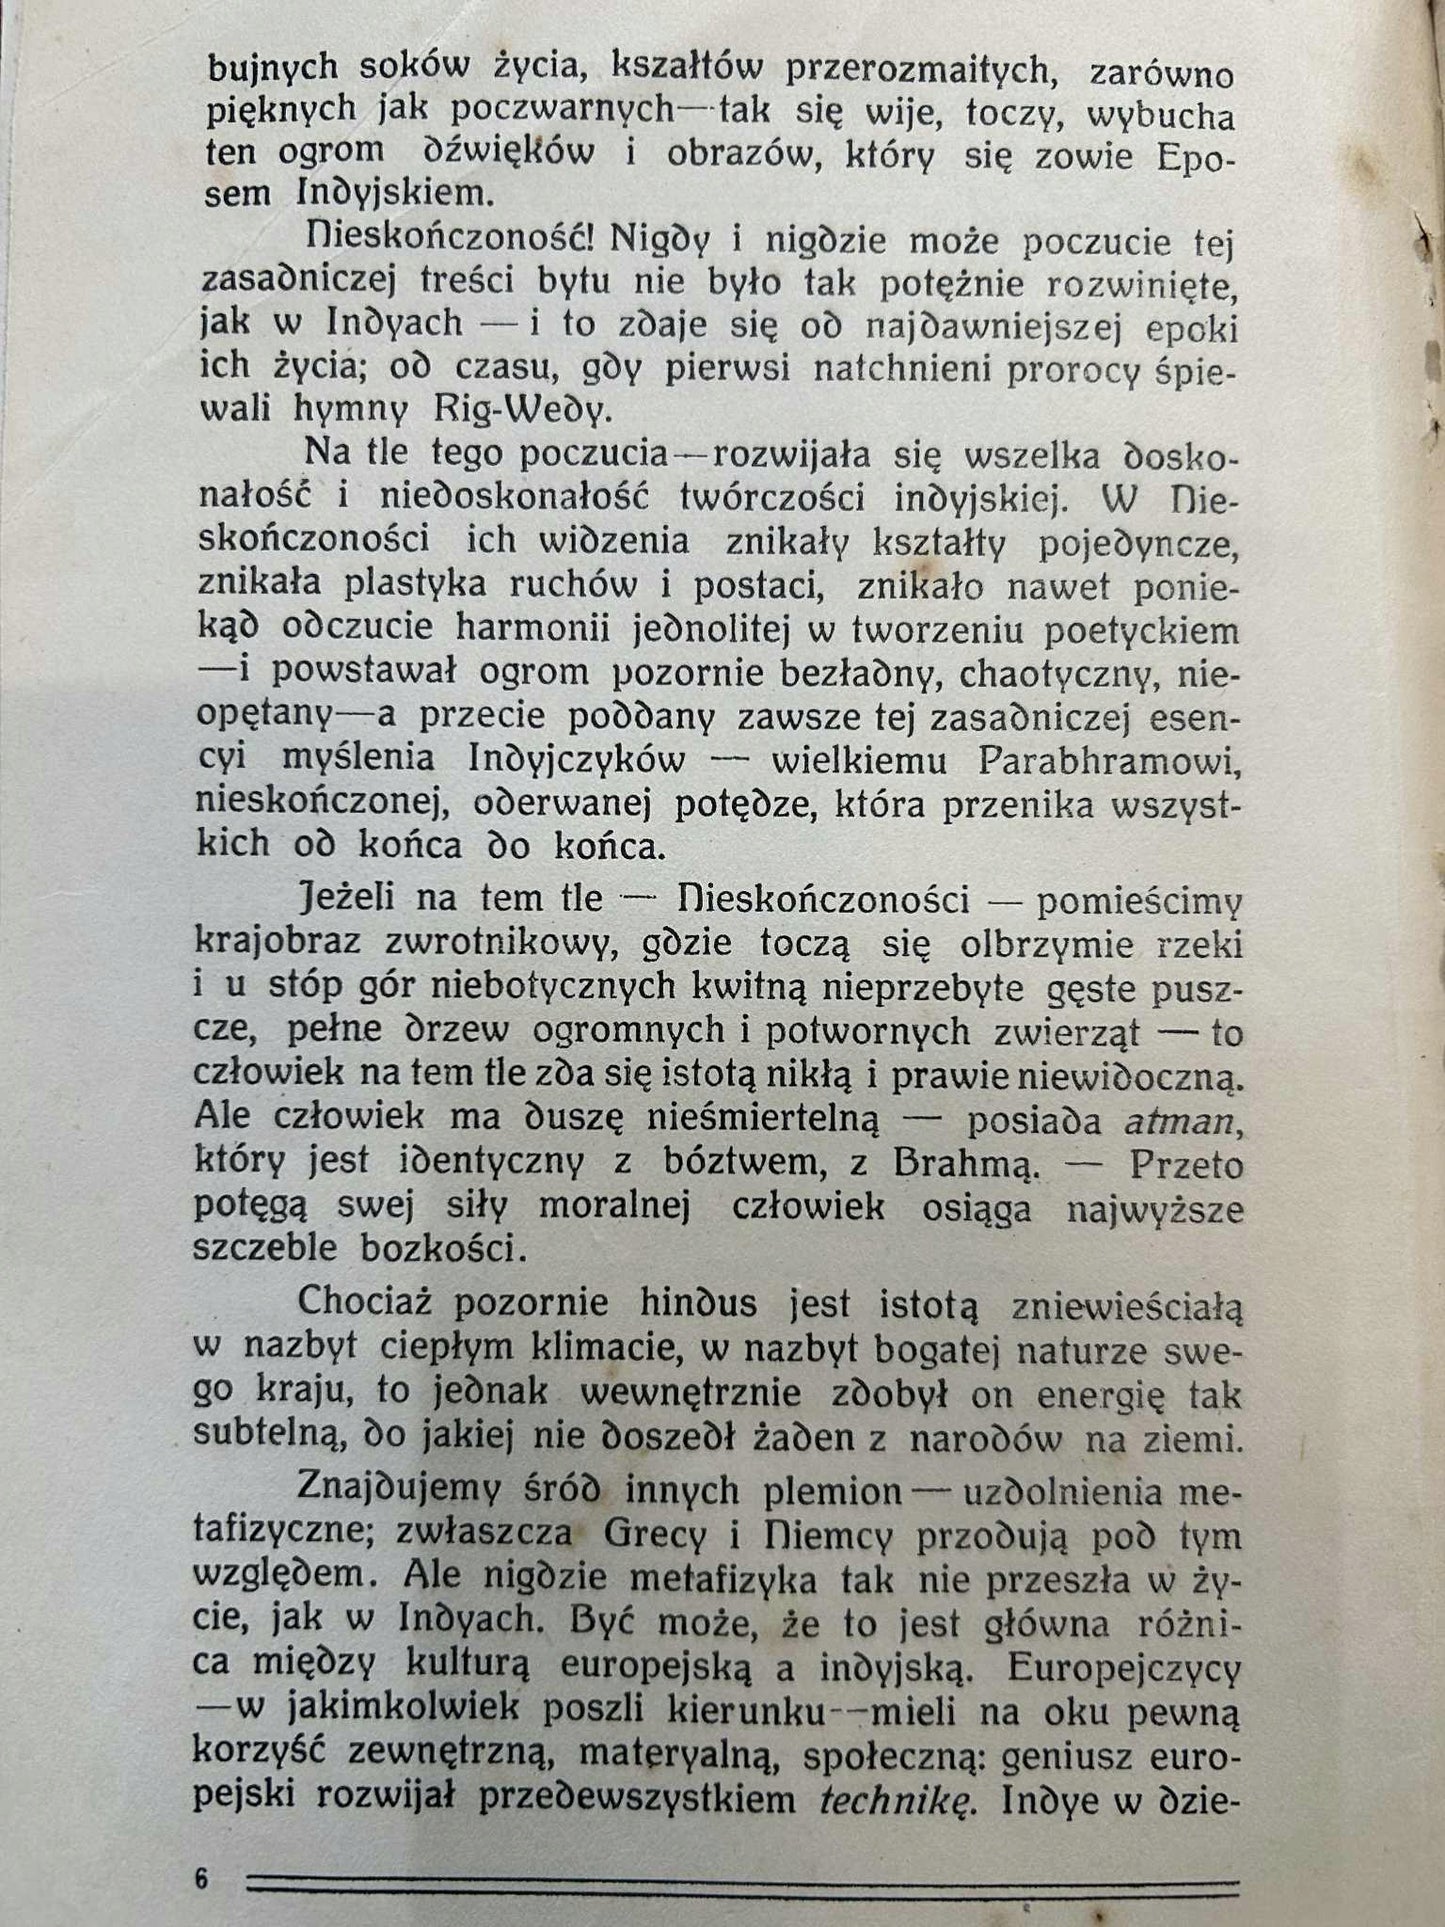 bujnych soków życia, kszałtów przerozmaitych, zarówno
pięknych jak poczwarnych—tak się wije, toczy, wybucha
ten ogrom dźwięków i obrazów, który się zowie Epo-
sem Indyjskiem.
Nieskończoność! Nigdy i nigdzie może poczucie tej
zasadniczej treści bytu nie było tak potężnie rozwinięte,
jak w Indyach — i to zdaje się od najdawniejszej epoki
ich życia; od czasu, gdy pierwsi natchnieni prorocy śpie-
wali hymny Rig-Wedy.
Na tle tego poczucia—rozwijała się wszelka dosko-
nałość i niedoskonałość twórczości indyjskiej. W Nie-
skończoności ich widzenia znikały kształty pojedyncze,
znikała plastyka ruchów i postaci, znikało nawet ponie-
kąd odczucie harmonii jednolitej w tworzeniu poetyckiem
—i powstawał ogrom pozornie bezładny, chaotyczny, nie-
opętany—a przecie poddany zawsze tej zasadniczej esen-
cyi myślenia Indyjczyków — wielkiemu Parabhramowi,
nieskończonej, oderwanej potędze, która przenika wszyst-
kich od końca do końca.
Jeżeli na tem tle — Nieskończoności — pomieścimy
krajobraz zwrotnikowy, gdzie toczą się olbrzymie rzeki
i u stóp gór niebotycznych kwitną nieprzebyte gęste pusz-
cze, pełne drzew ogromnych i potwornych zwierząt — to
człowiek na tem tle zda się istotą nikłą i prawie niewidoczną.
Ale człowiek ma duszę nieśmiertelną — posiada atman,
który jest identyczny z bóztwem, z Brahmą. — Przeto
potęgą swej siły moralnej człowiek osiąga najwyższe
szczeble bozkości.
Chociaż pozornie hindus jest istotą zniewieściałą
w nazbyt ciepłym klimacie, w nazbyt bogatej naturze swe-
go kraju, to jednak wewnętrznie zdobył on energię tak
subtelną, do jakiej nie doszedł żaden z narodów na ziemi.
Znajdujemy śród innych plemion — uzdolnienia me-
tafizyczne; zwłaszcza Grecy i Niemcy przodują pod tym
względem. Ale nigdzie metafizyka tak nie przeszła w ży-
cie, jak w Indyach. Być może, że to jest główna różni-
ca między kulturą europejską a indyjską. Europejczycy
—w jakimkolwiek poszli kierunku—mieli na oku pewną
korzyść zewnętrzną, materyalną, społeczną: geniusz euro-
pejski rozwijał przedewszystkiem technikę. Indye w dzie-
6